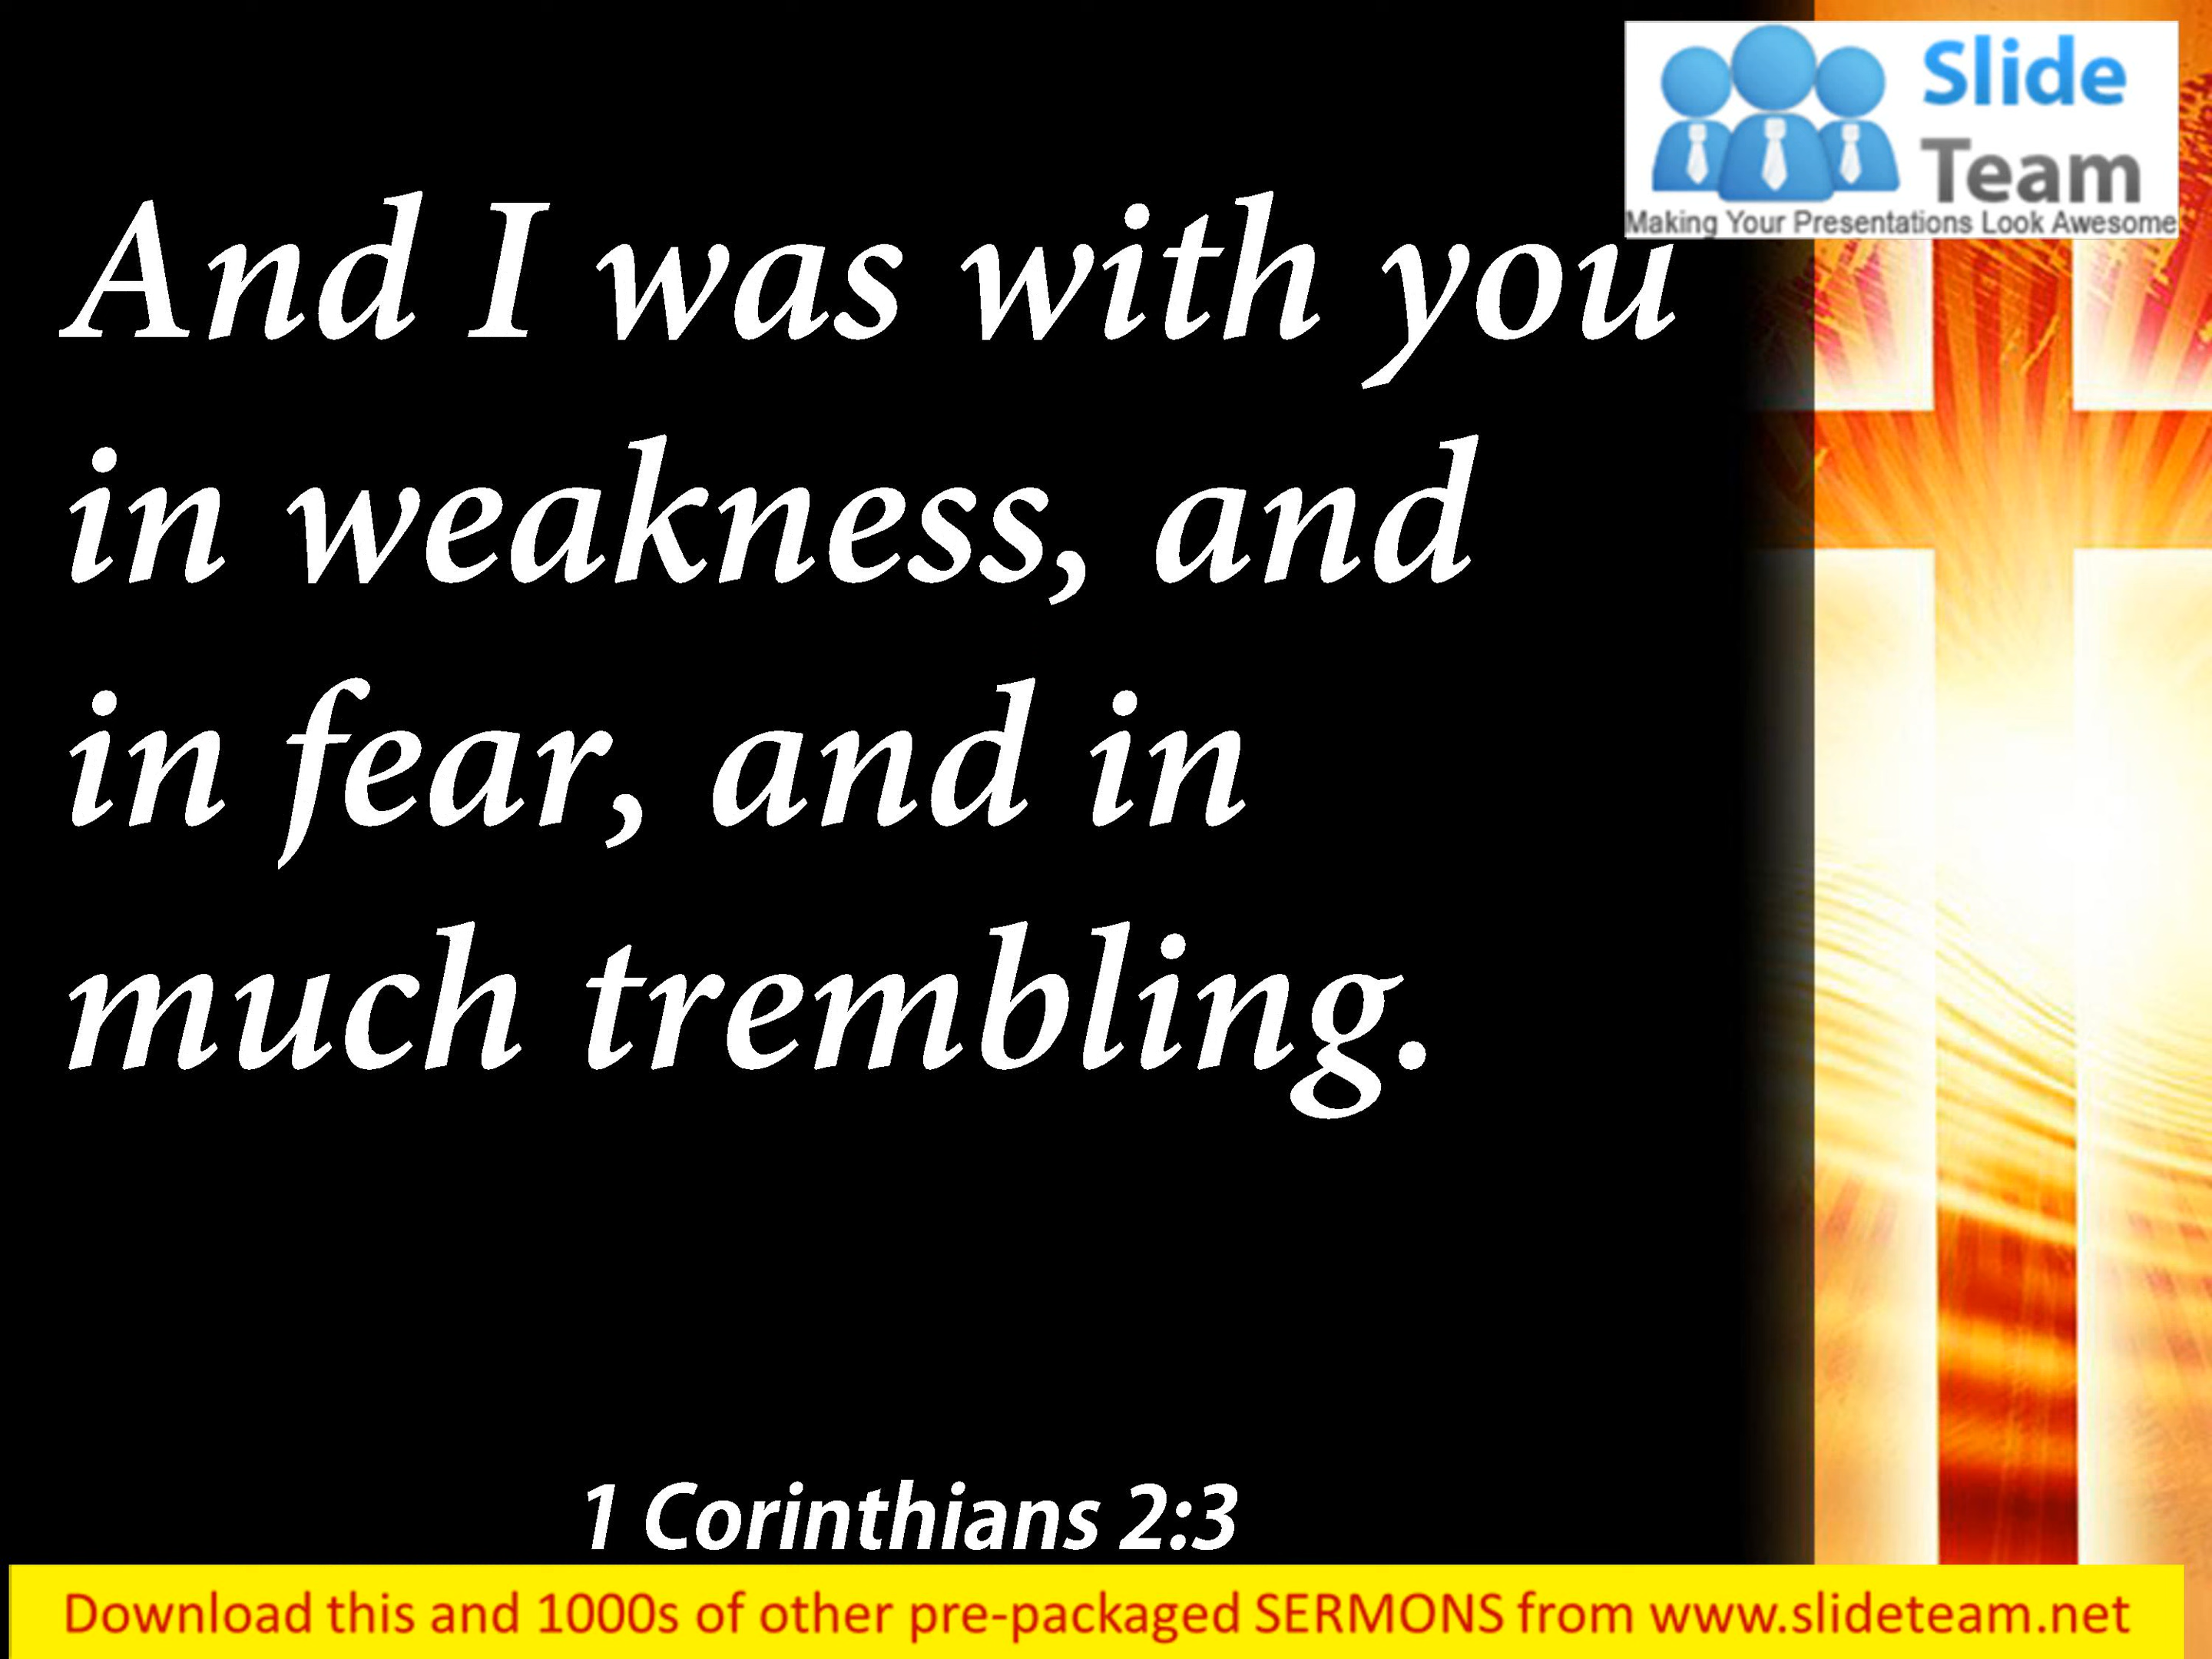 Slide
Team
Making Your Presentations Look Awesome
And I was with you
in weakness, and
in fear, and in
much trembling.
1 Corinthians 2:3
Download this and 1000s of other pre-packaged SERMONS from www.slideteam.net